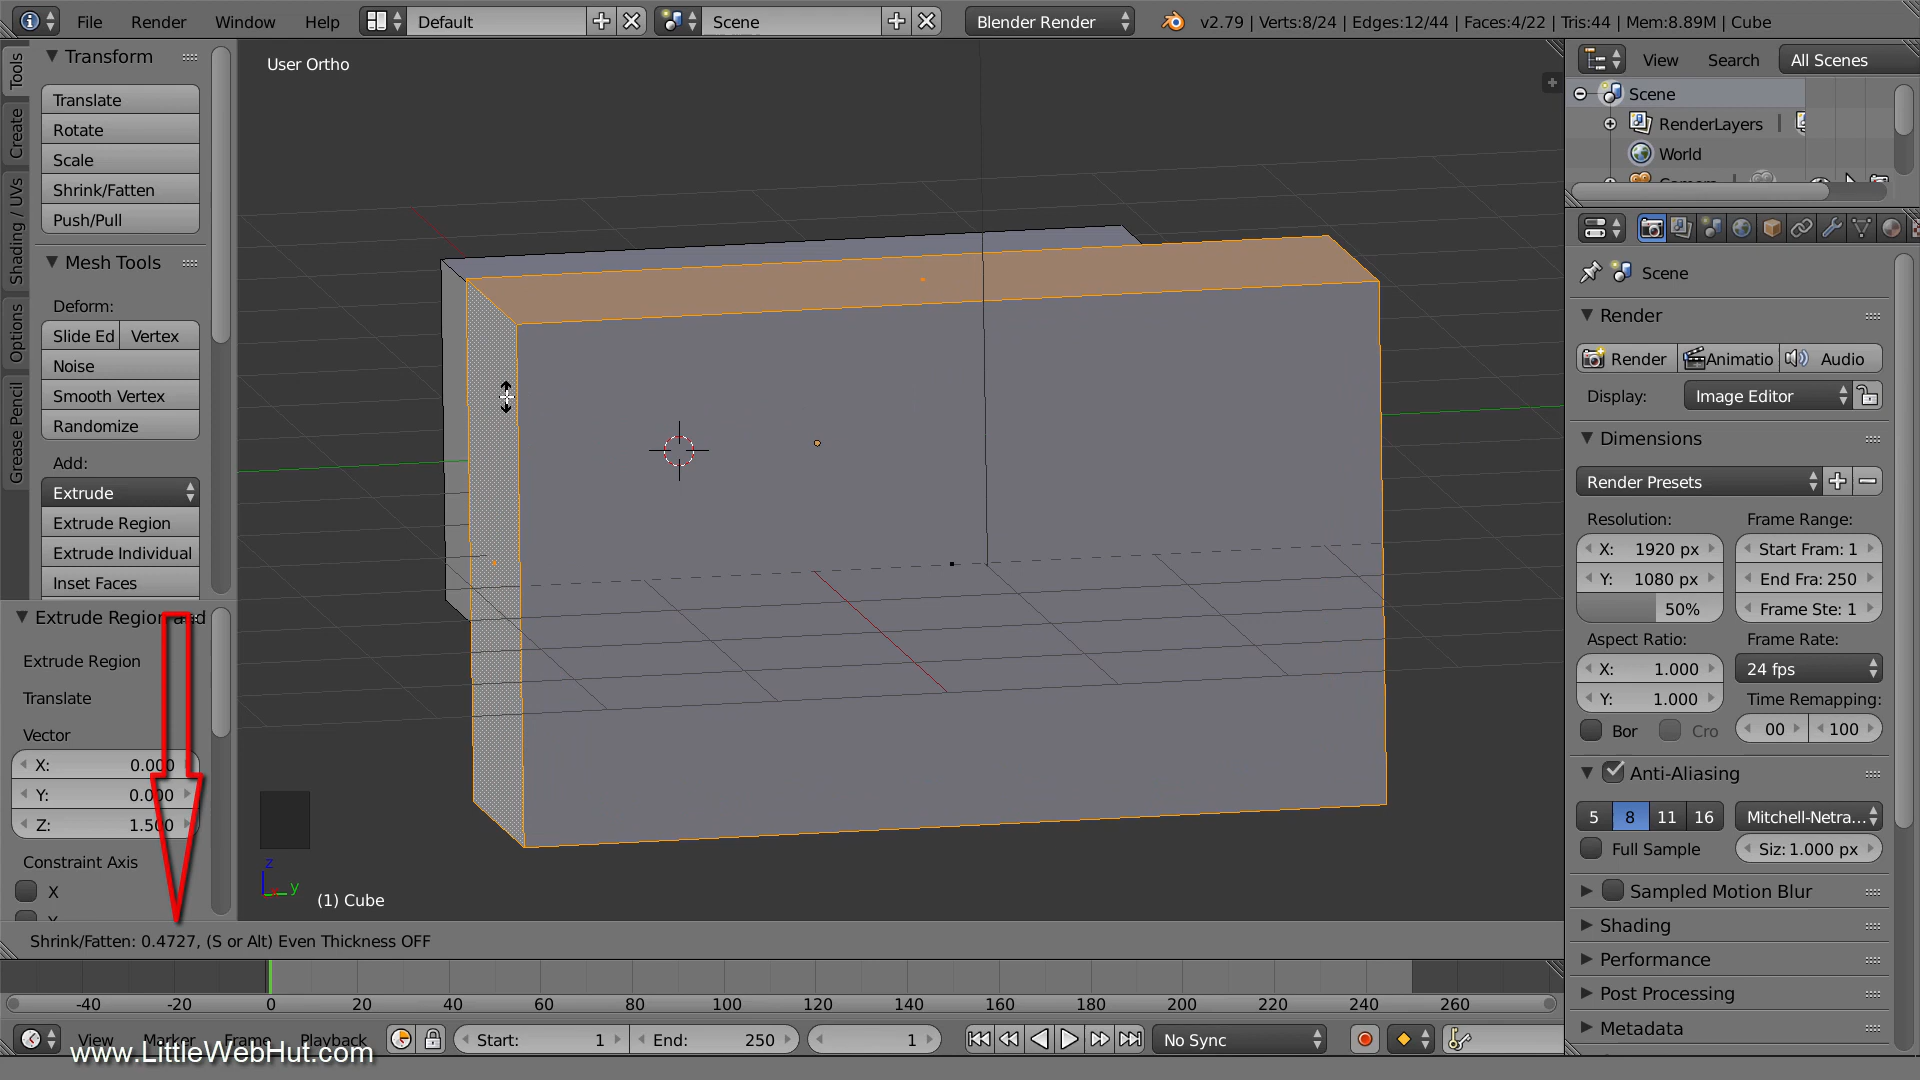 File Render Window Help Default Scene Blender Render v2.79 | Verts:8/24 | Edges:12/44 | Faces:4/22 | Tris:44 | Mem:8.89M | Cube
Tools
Create
Shading / UVs
Options
Grease Pencil
Transform
Translate
Rotate
Scale
Shrink/Fatten
Push/Pull
Mesh Tools
Deform:
Slide Ed Vertex
Noise
Smooth Vertex
Randomize
Add:
Extrude
Extrude Region
Extrude Individual
Inset Faces
Extrude Region and
Extrude Region
Translate
Vector
X: 0.000
Y: 0.000
Z: 1.500
Constraint Axis
X
User Ortho
z
y
(1) Cube
Shrink/Fatten: 0.4727, (S or Alt) Even Thickness OFF
-40 -20 0 20 40 60 80 100 120 140 160 180 200 220 240 260
View Marker Frame Playback Start: 1 End: 250 1 No Sync
www.LittleWebHut.com
View Search All Scenes
Scene
RenderLayers
World
Scene
Render
Render Animatio Audio
Display: Image Editor
Dimensions
Render Presets
Resolution: Frame Range:
X: 1920 px Start Fram: 1
Y: 1080 px End Fra: 250
50% Frame Ste: 1
Aspect Ratio: Frame Rate:
X: 1.000 24 fps
Y: 1.000 Time Remapping:
Bor Cro 00 100
Anti-Aliasing
5 8 11 16 Mitchell-Netra...
Full Sample Siz: 1.000 px
Sampled Motion Blur
Shading
Performance
Post Processing
Metadata